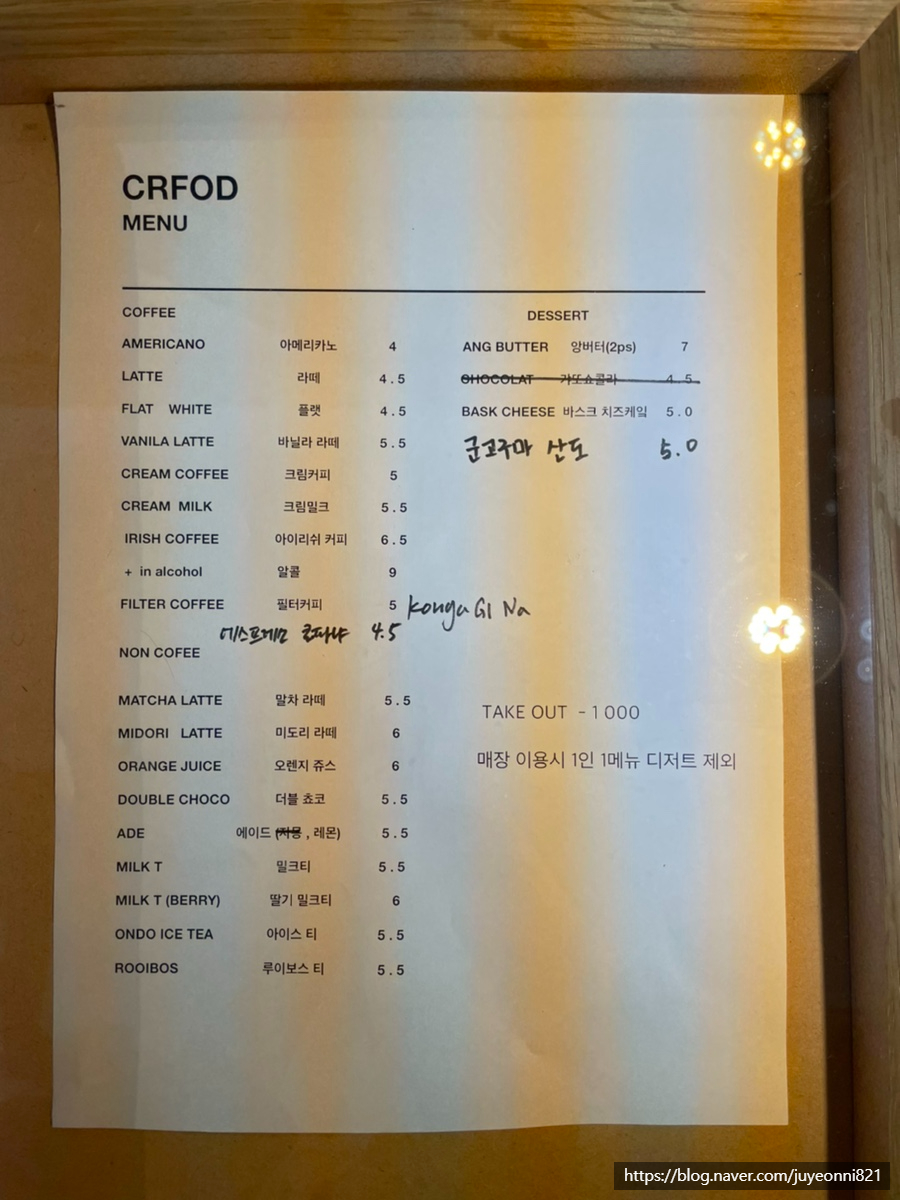 CRFOD
MENU
COFFEE
AMERICANO 아메리카노 4
LATTE 라떼 4.5
FLAT WHITE 플랫 4.5
VANILA LATTE 바닐라 라떼 5.5
CREAM COFFEE 크림커피 5
CREAM MILK 크림밀크 5.5
IRISH COFFEE 아이리쉬 커피 6.5
+ in alcohol 알콜 9
FILTER COFFEE 필터커피 5 Konga GI Na
에스프레소 콘파냐 4.5
NON COFEE
MATCHA LATTE 말차 라떼 5.5
MIDORI LATTE 미도리 라떼 6
ORANGE JUICE 오렌지 쥬스 6
DOUBLE CHOCO 더블 쵸코 5.5
ADE 에이드 (자몽 , 레몬) 5.5
MILK T 밀크티 5.5
MILK T (BERRY) 딸기 밀크티 6
ONDO ICE TEA 아이스 티 5.5
ROOIBOS 루이보스 티 5.5
DESSERT
ANG BUTTER 앙버터(2ps) 7
CHOCOLAT 갸또쇼콜라 4.5
BASK CHEESE 바스크 치즈케잌 5.0
군고구마 산도 5.0
TAKE OUT -1000
매장 이용시 1인 1메뉴 디저트 제외
https://blog.naver.com/juyeonni821